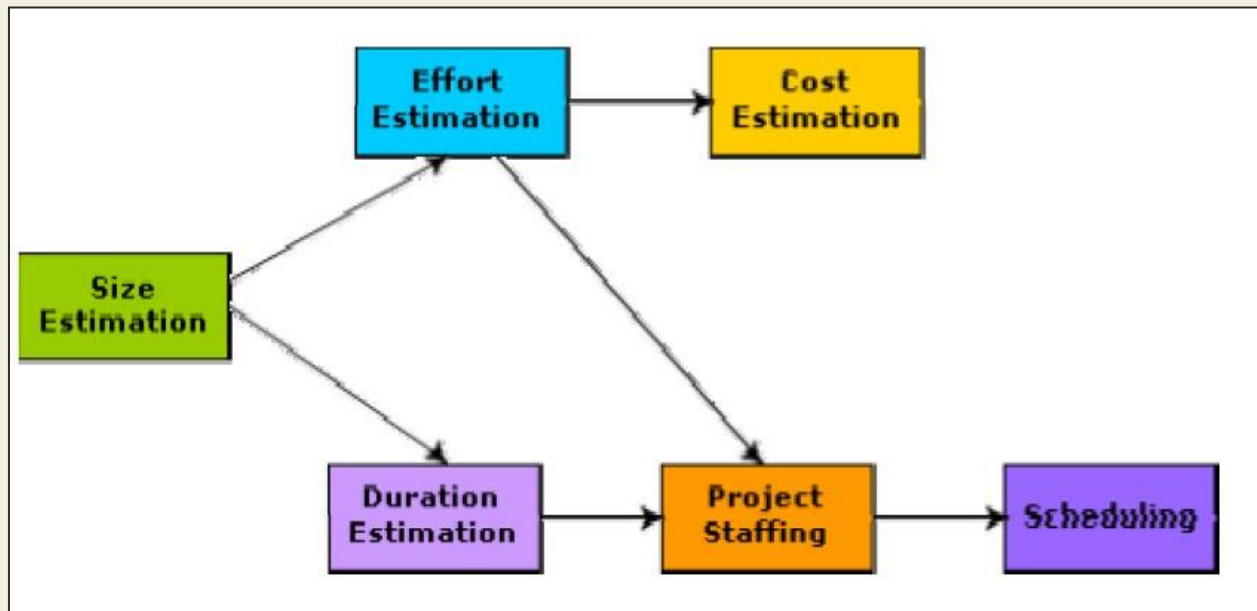 Effort
Estimation
Cost
Estimation
Size
Estimation
Duration
Estimation
Project
Staffing
Scheduling